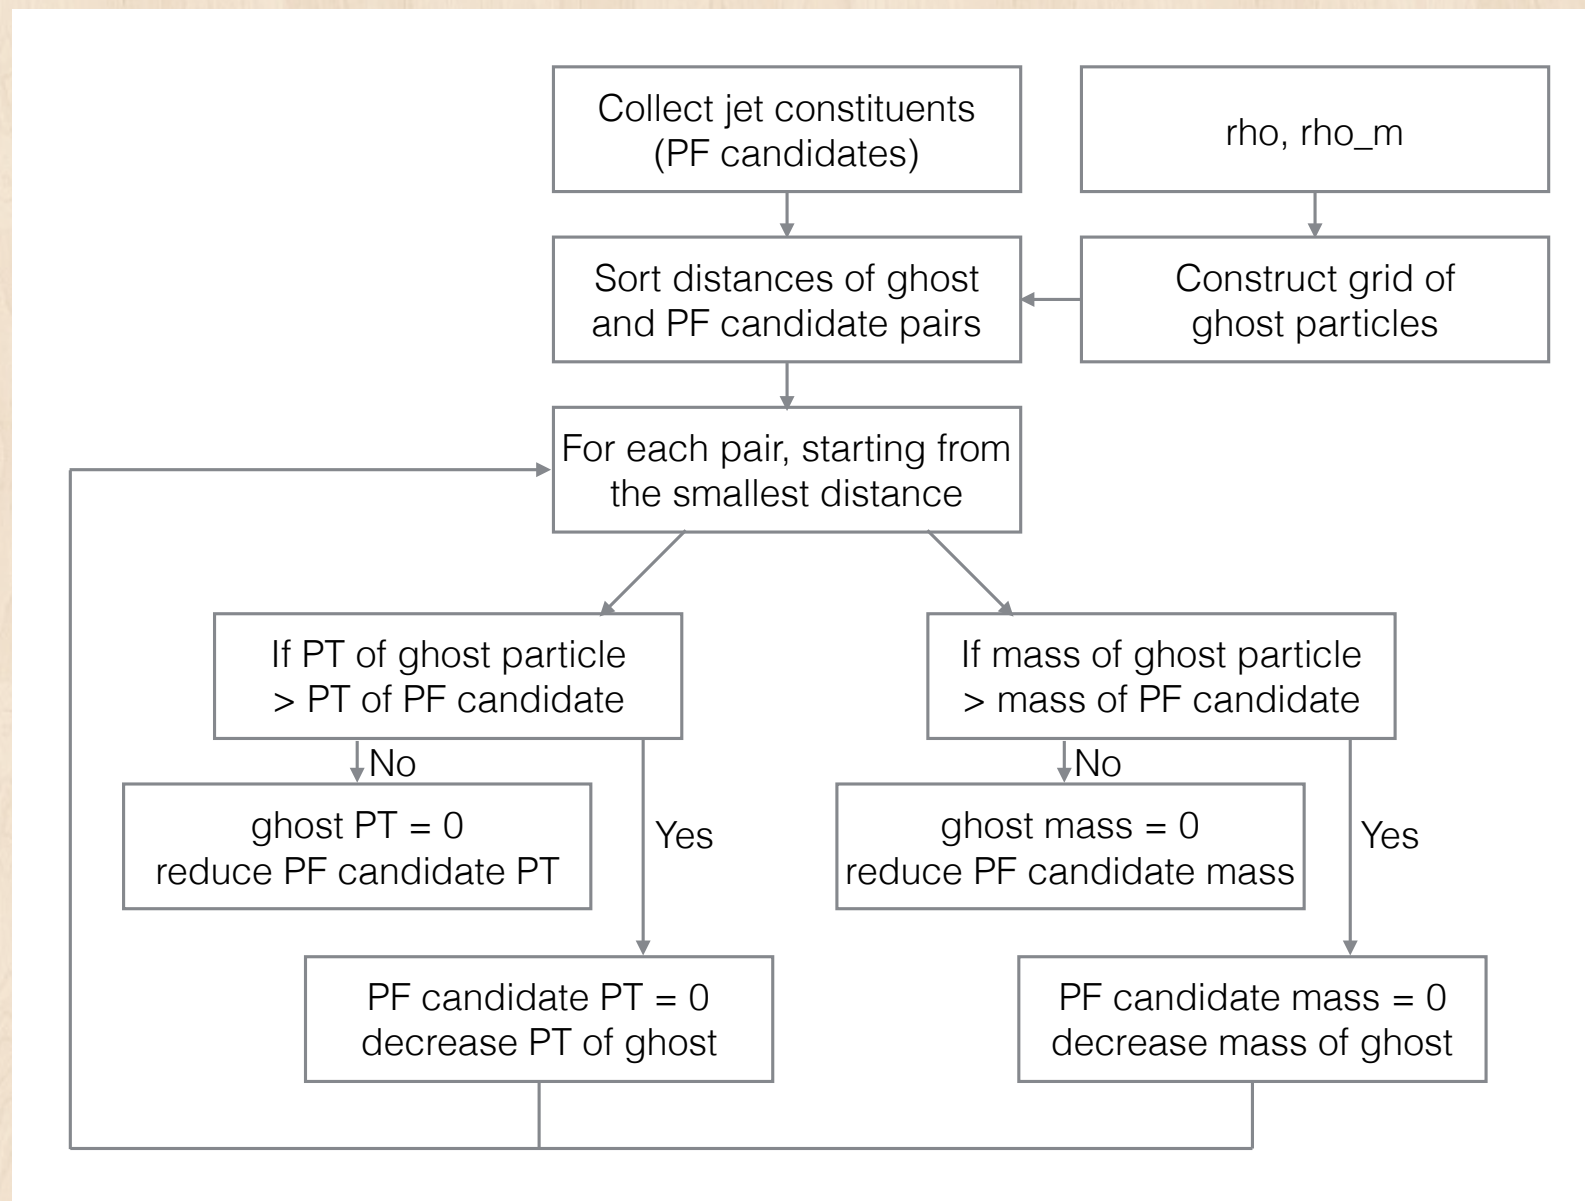 Collect jet constituents
(PF candidates)
rho, rho_m
Sort distances of ghost
and PF candidate pairs
Construct grid of
ghost particles
For each pair, starting from
the smallest distance
If PT of ghost particle
> PT of PF candidate
If mass of ghost particle
> mass of PF candidate
No
No
ghost PT = 0
reduce PF candidate PT
Yes
ghost mass = 0
reduce PF candidate mass
Yes
PF candidate PT = 0
decrease PT of ghost
PF candidate mass = 0
decrease mass of ghost